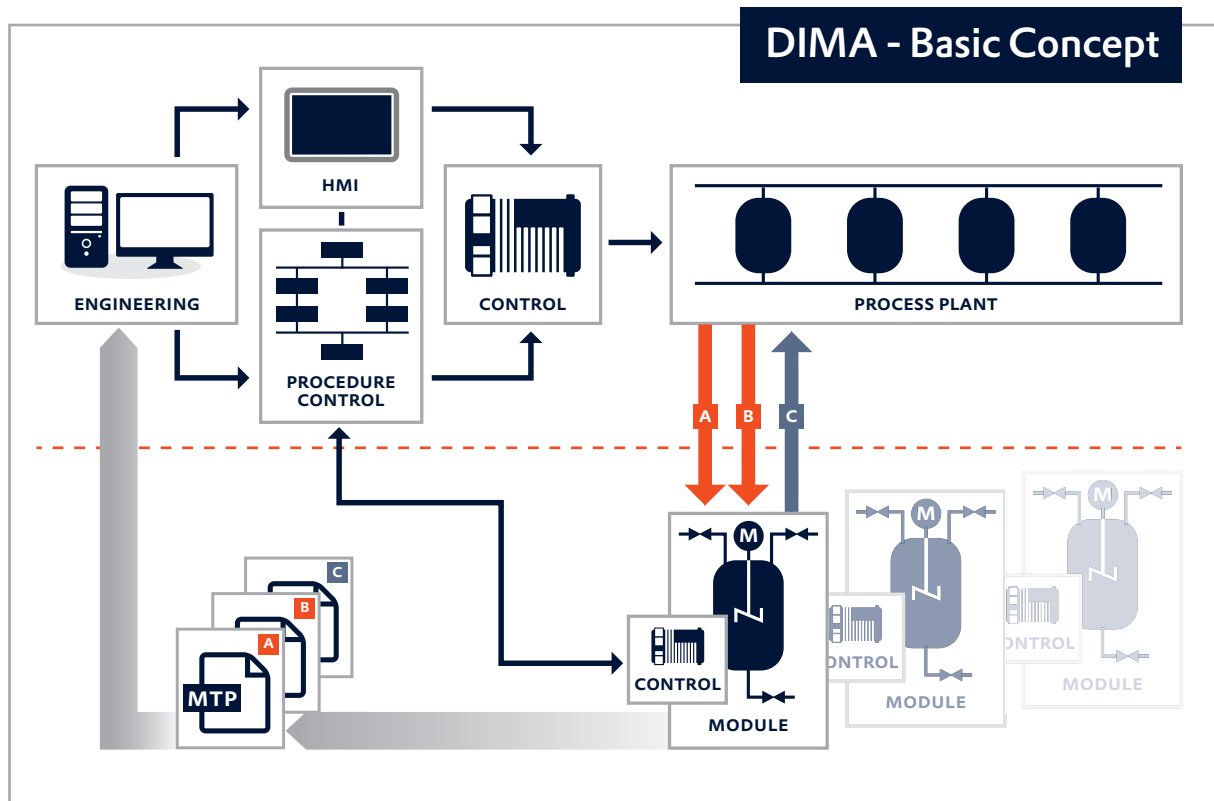 DIMA - Basic Concept
HMI
ENGINEERING
CONTROL
PROCESS PLANT
PROCEDURE
CONTROL
A
B
C
M
M
M
C
B
A
MTP
CONTROL
MODULE
ONTROL
MODULE
ONTROL
MODULE